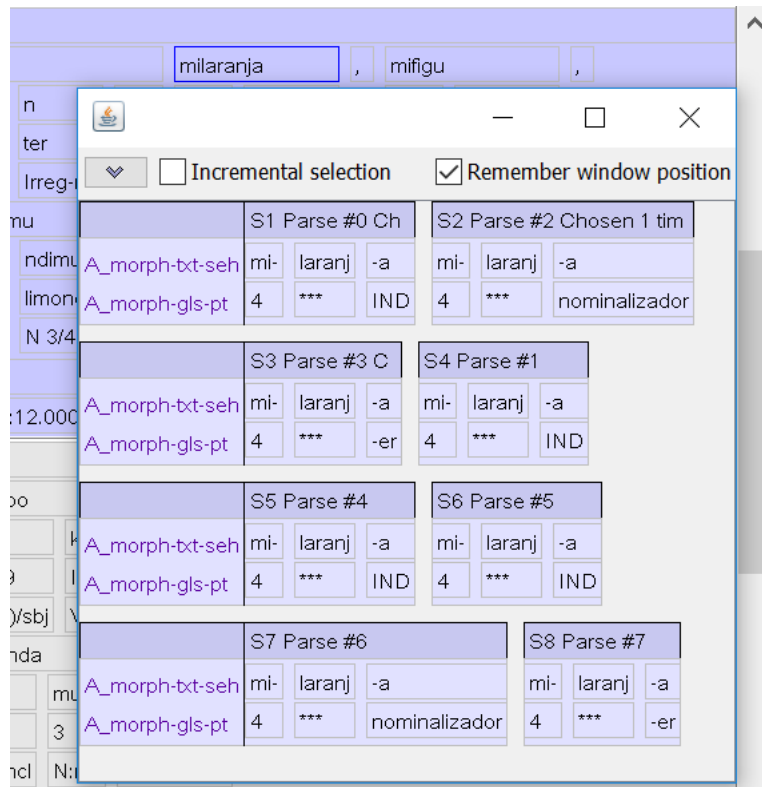 milaranja , mifigu ,
n
ter
Irreg-
Incremental selection Remember window position
mu
ndimu
limon
N 3/4
:12.000
S1 Parse #0 Ch S2 Parse #2 Chosen 1 tim
A_morph-txt-seh mi- laranj -a mi- laranj -a
A_morph-gls-pt 4 *** IND 4 *** nominalizador
S3 Parse #3 C S4 Parse #1
A_morph-txt-seh mi- laranj -a mi- laranj -a
A_morph-gls-pt 4 *** -er 4 *** IND
S5 Parse #4 S6 Parse #5
A_morph-txt-seh mi- laranj -a mi- laranj -a
A_morph-gls-pt 4 *** IND 4 *** IND
)/sbj
nda
S7 Parse #6 S8 Parse #7
A_morph-txt-seh mi- laranj -a mi- laranj -a
A_morph-gls-pt 4 *** nominalizador 4 *** -er
mu
3
ncl N: